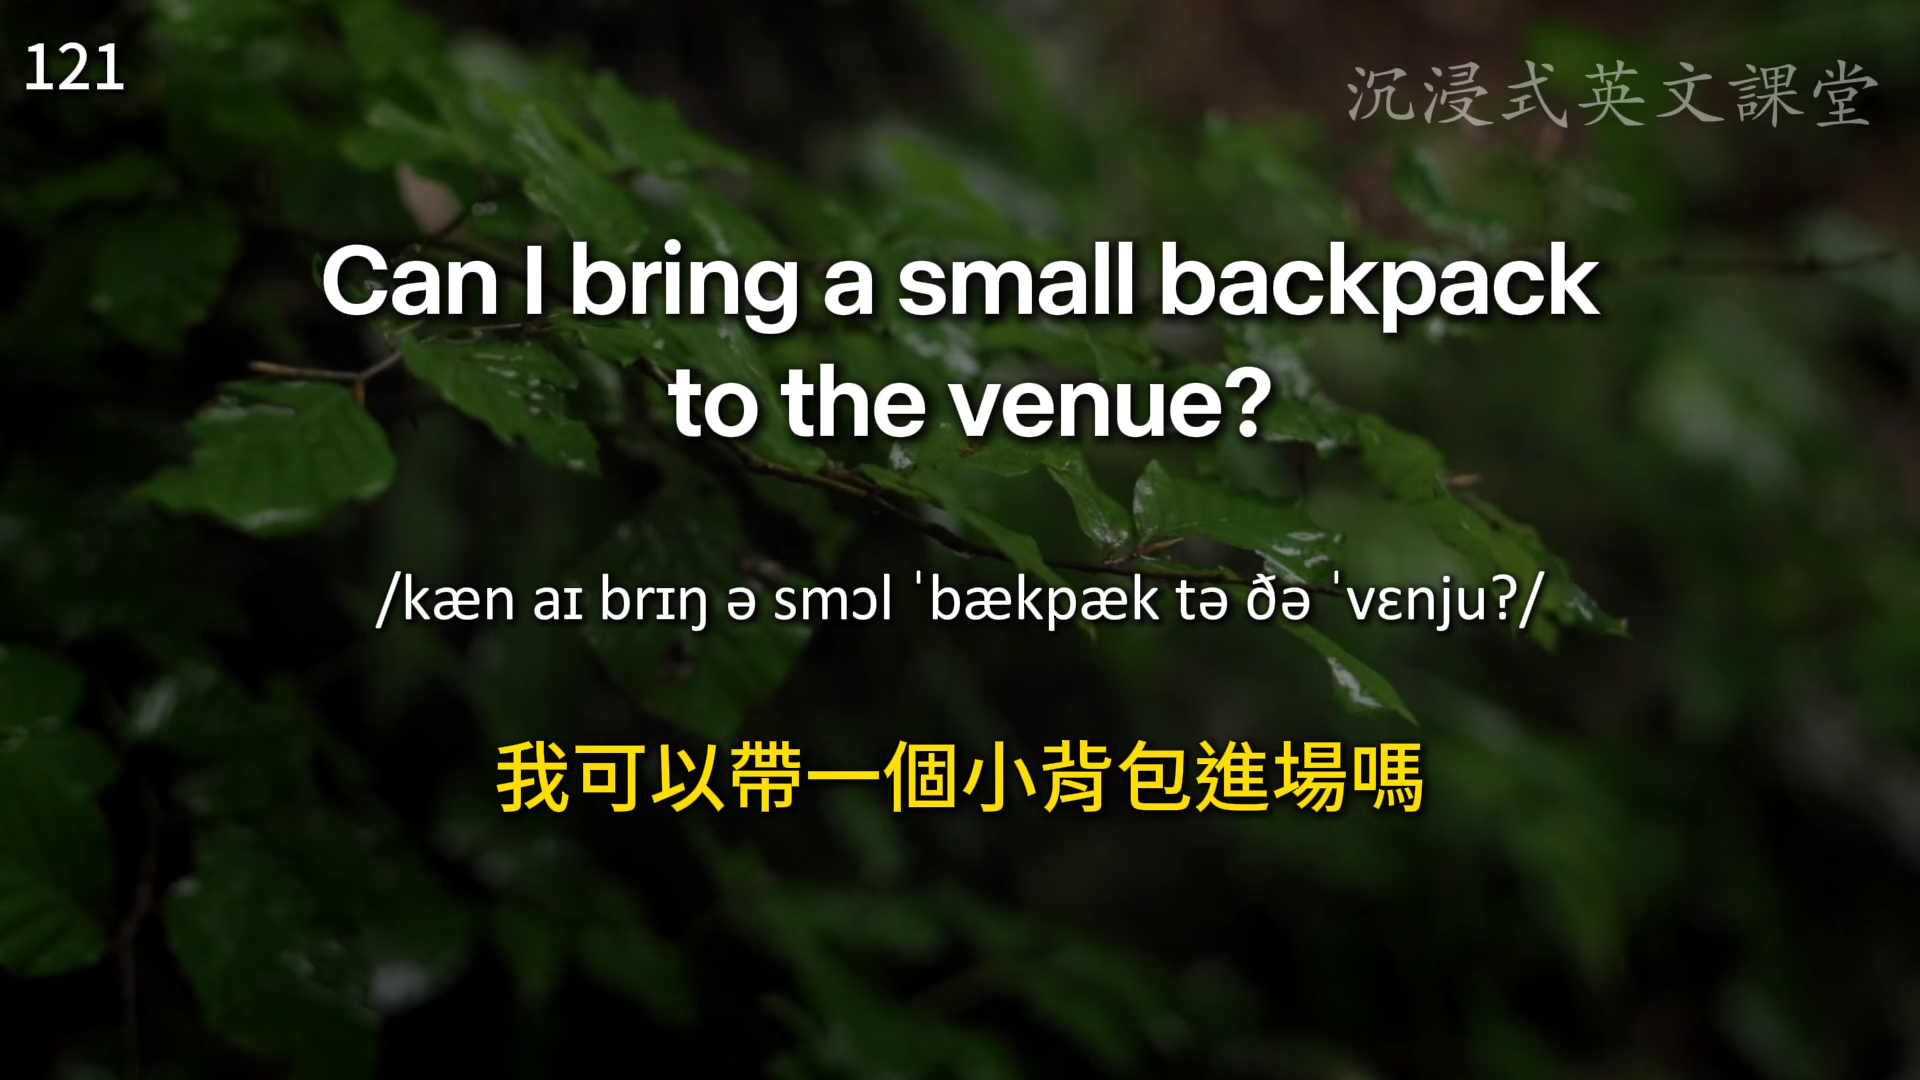 121
沉浸式英文課堂
Can I bring a small backpack
to the venue?
/kæn aɪ brɪŋ ə smɔl ˈbækpæk tə ðə ˈvɛnju?/
我可以帶一個小背包進場嗎